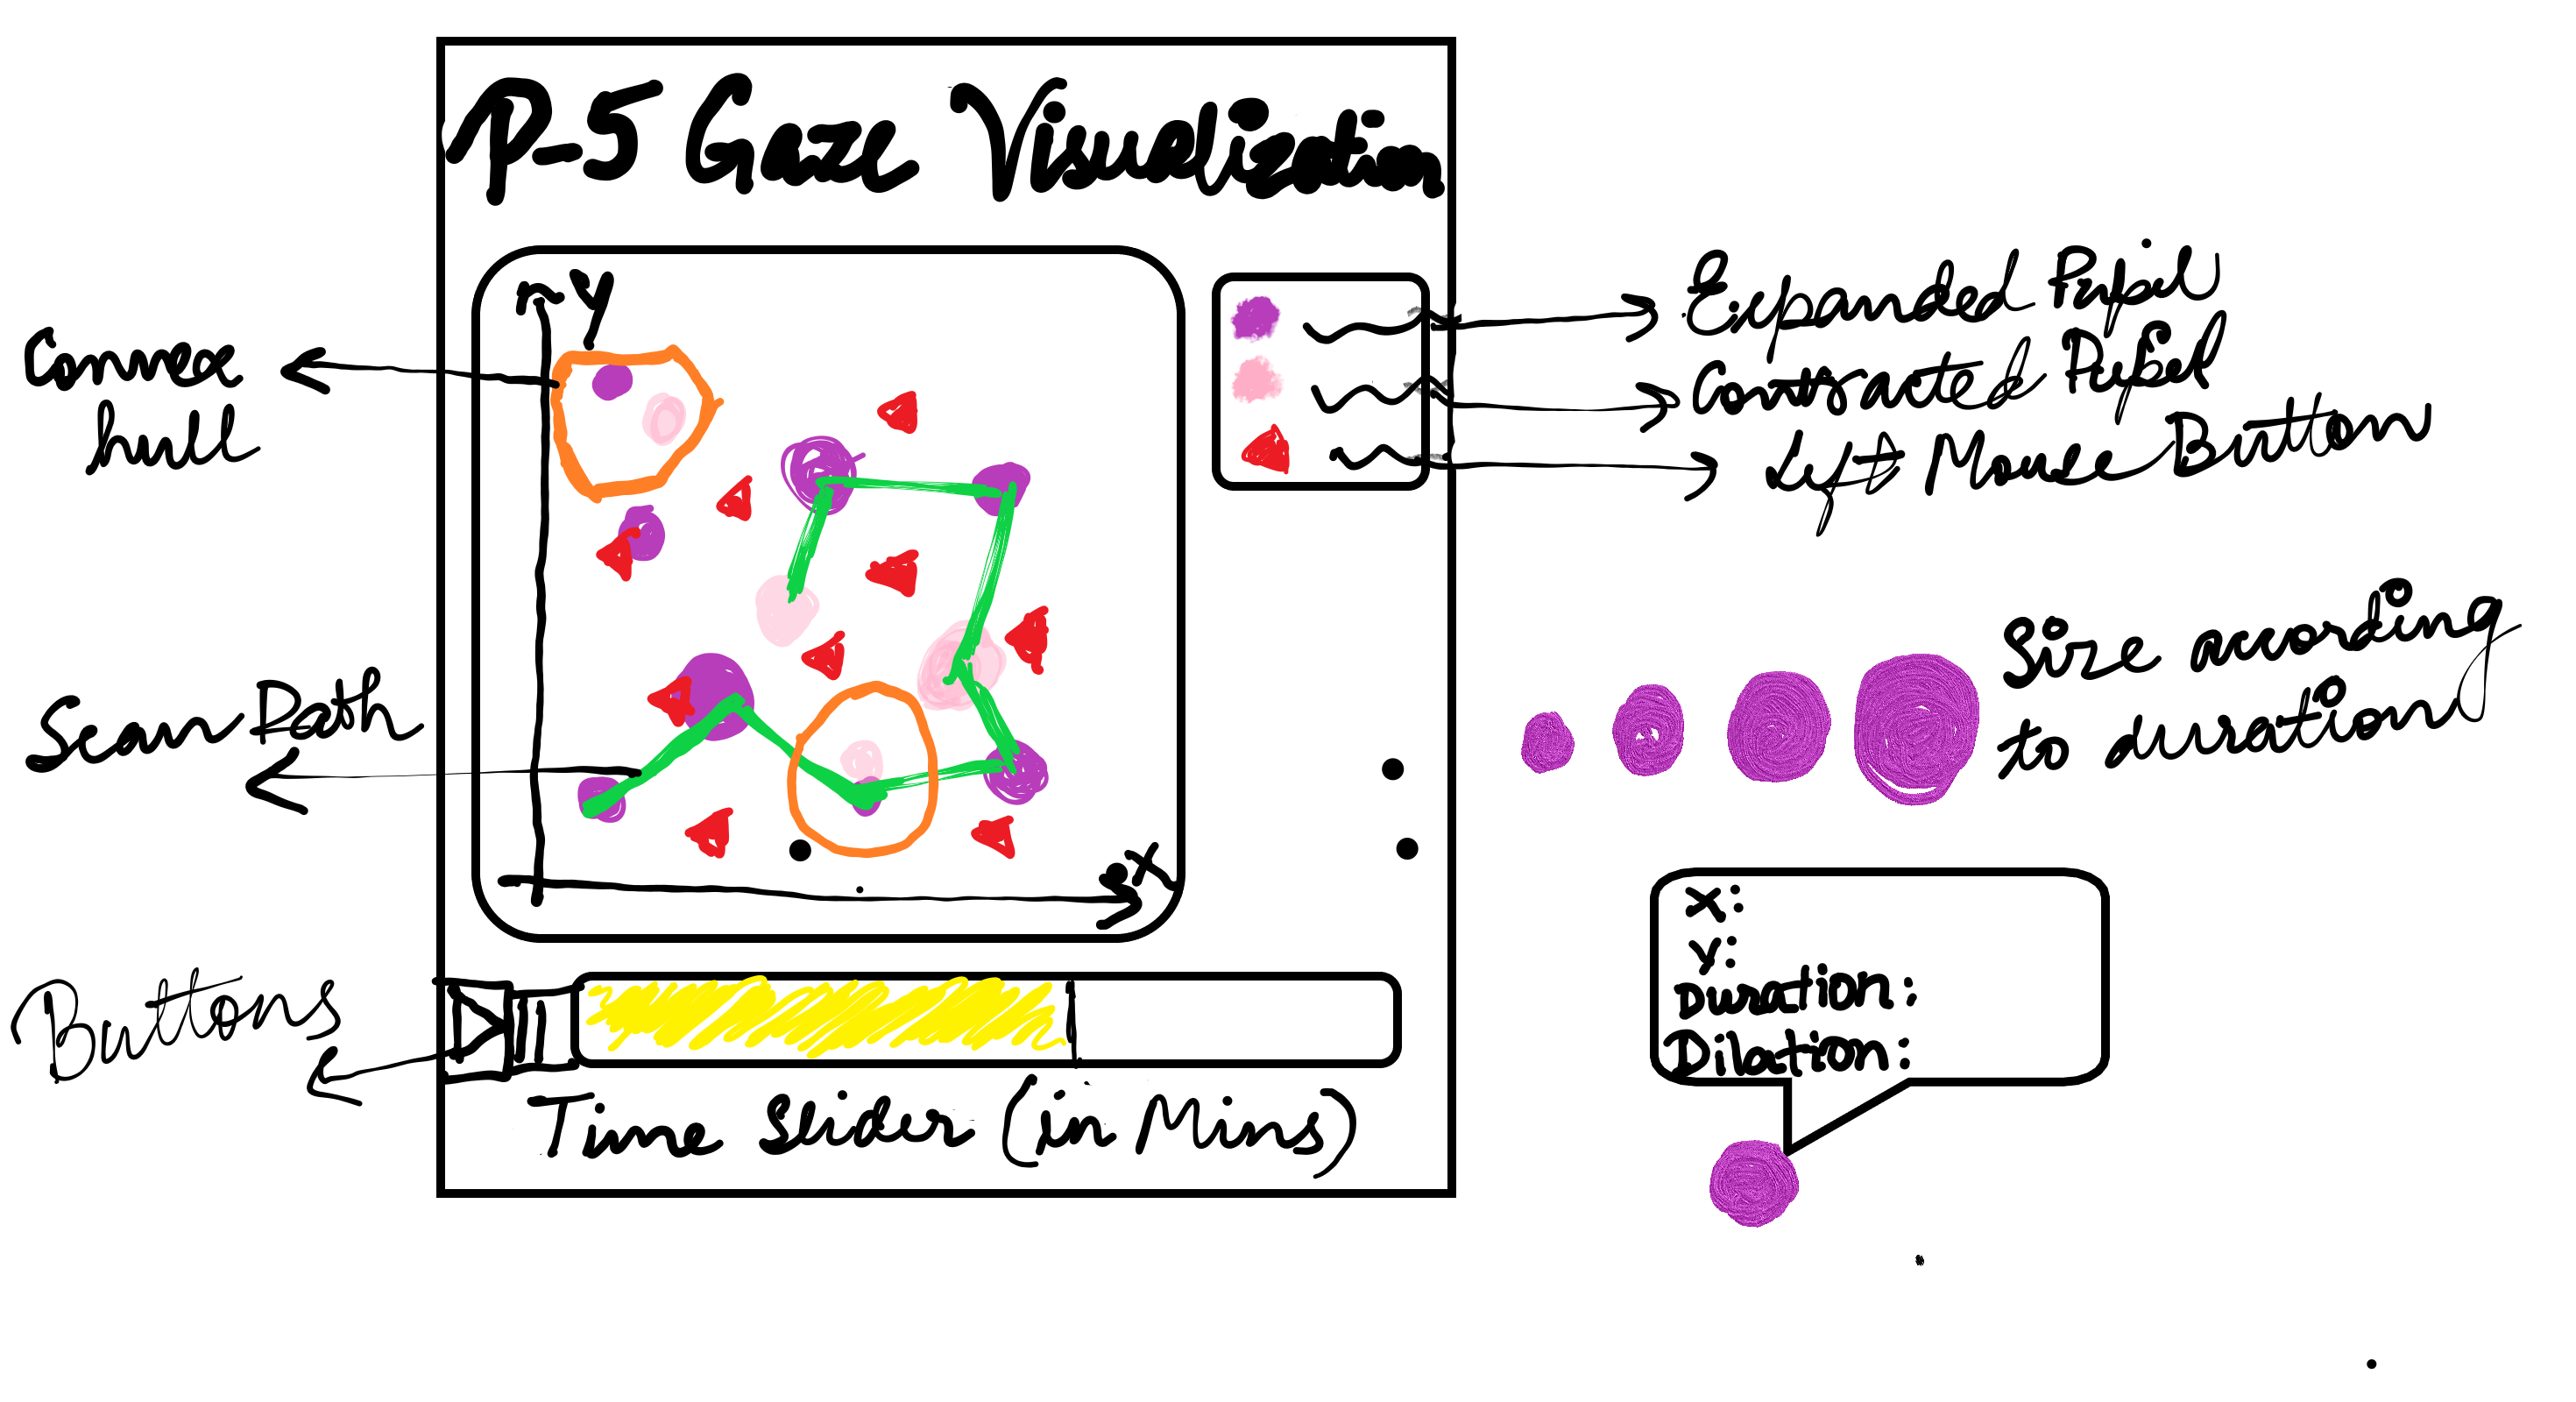 P-5 Gaze Visualization
Y
Convex
hull
Expanded Pupil
Contracted Pupil
Left Mouse Button
Scan Path
Size according
to duration
X
X:
Y:
Duration:
Dilation:
Buttons
Time Slider (in Mins)